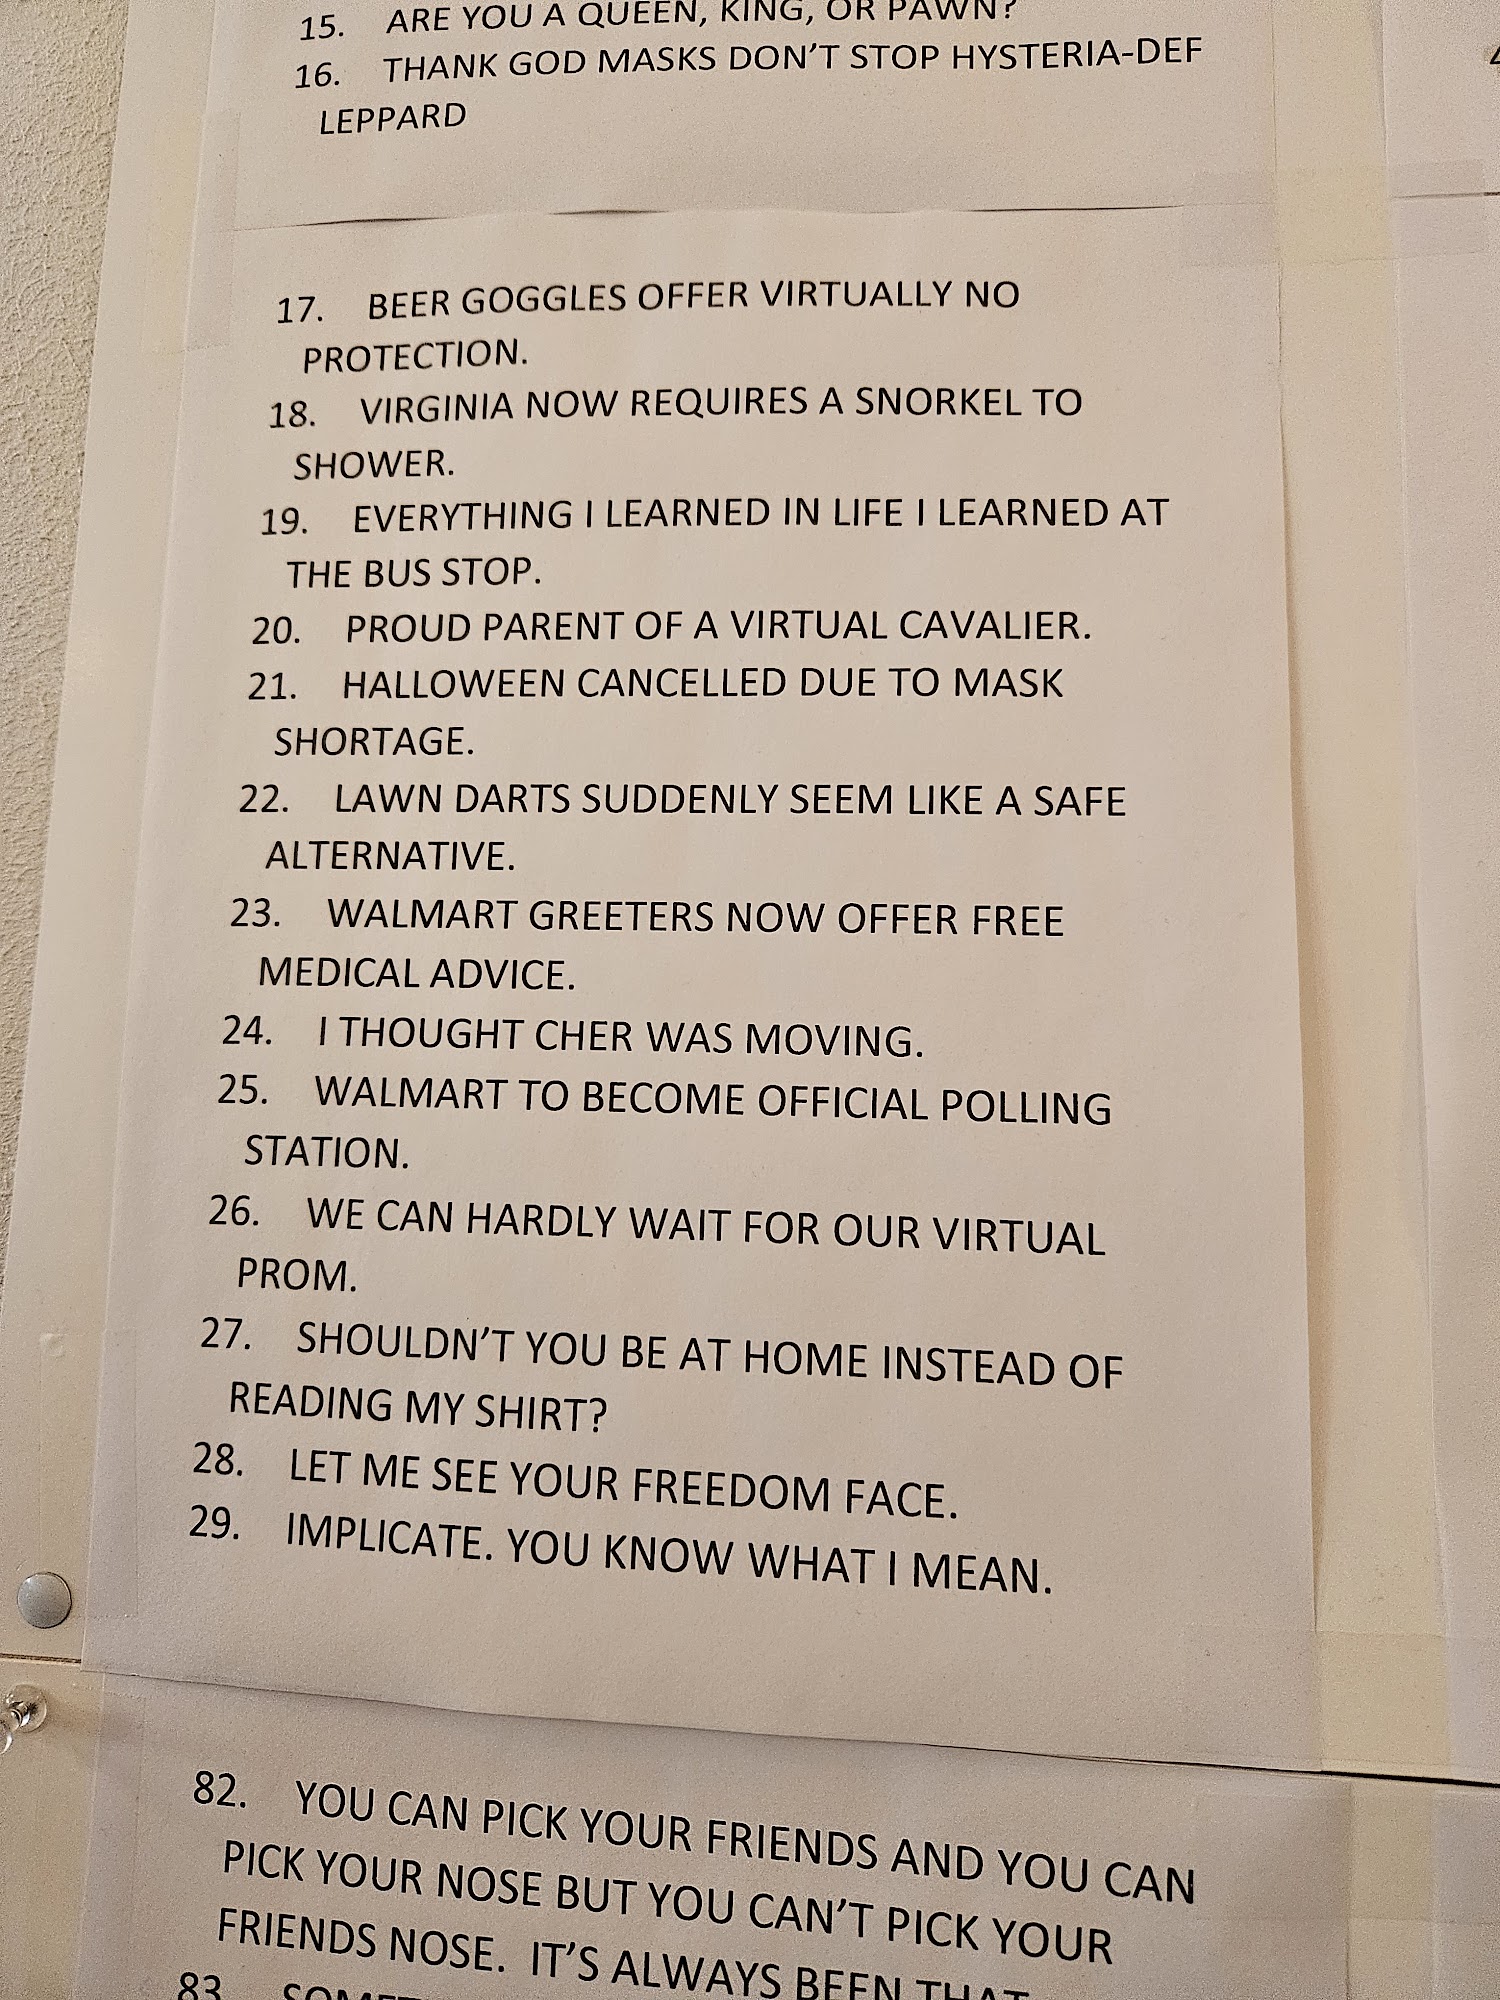 15. ARE YOU A QUEEN, KING, OR PAWN?
16. THANK GOD MASKS DON'T STOP HYSTERIA-DEF
LEPPARD
17. BEER GOGGLES OFFER VIRTUALLY NO
PROTECTION.
18. VIRGINIA NOW REQUIRES A SNORKEL TO
SHOWER.
19. EVERYTHING I LEARNED IN LIFE I LEARNED AT
THE BUS STOP.
20. PROUD PARENT OF A VIRTUAL CAVALIER.
21. HALLOWEEN CANCELLED DUE TO MASK
SHORTAGE.
22. LAWN DARTS SUDDENLY SEEM LIKE A SAFE
ALTERNATIVE.
23. WALMART GREETERS NOW OFFER FREE
MEDICAL ADVICE.
24. I THOUGHT CHER WAS MOVING.
25. WALMART TO BECOME OFFICIAL POLLING
STATION.
26. WE CAN HARDLY WAIT FOR OUR VIRTUAL
PROM.
27. SHOULDN'T YOU BE AT HOME INSTEAD OF
READING MY SHIRT?
28. LET ME SEE YOUR FREEDOM FACE.
29. IMPLICATE. YOU KNOW WHAT I MEAN.
82. YOU CAN PICK YOUR FRIENDS AND YOU CAN
PICK YOUR NOSE BUT YOU CAN'T PICK YOUR
FRIENDS NOSE. IT'S ALWAYS BEEN THAT
83